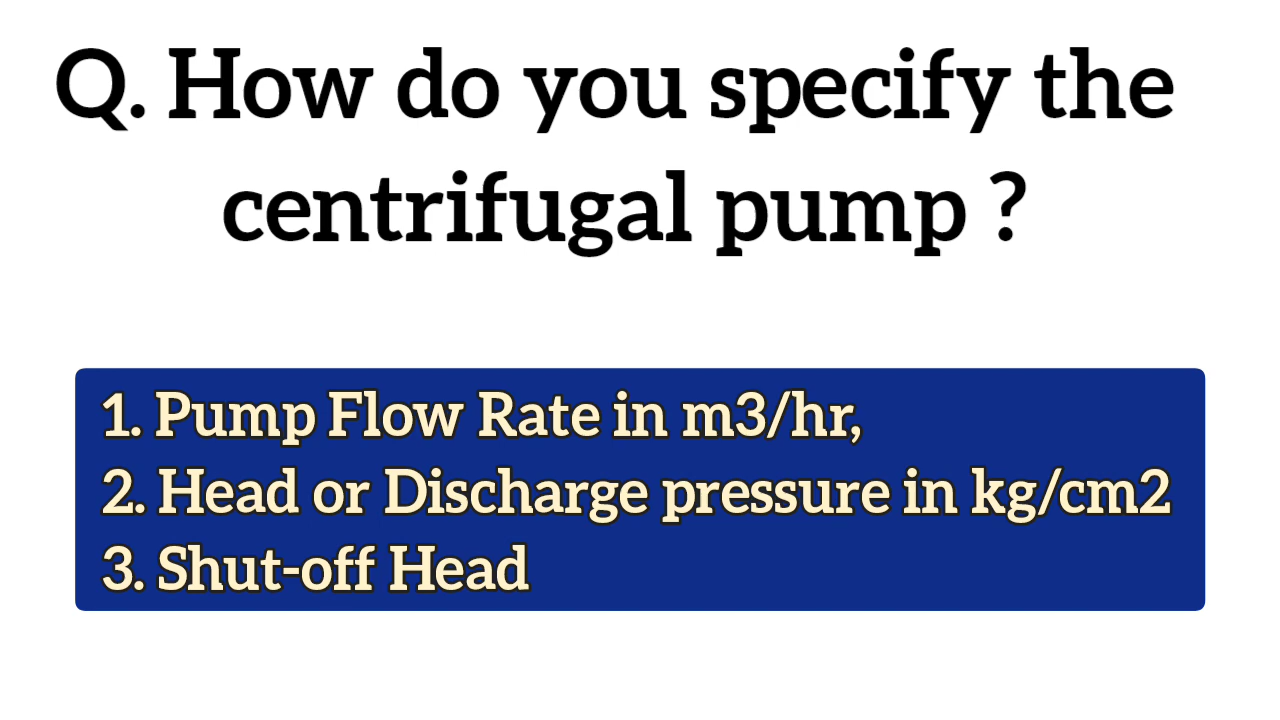 Q. How do you specify the
centrifugal pump ?
1. Pump Flow Rate in m3/hr,
2. Head or Discharge pressure in kg/cm2
3. Shut-off Head